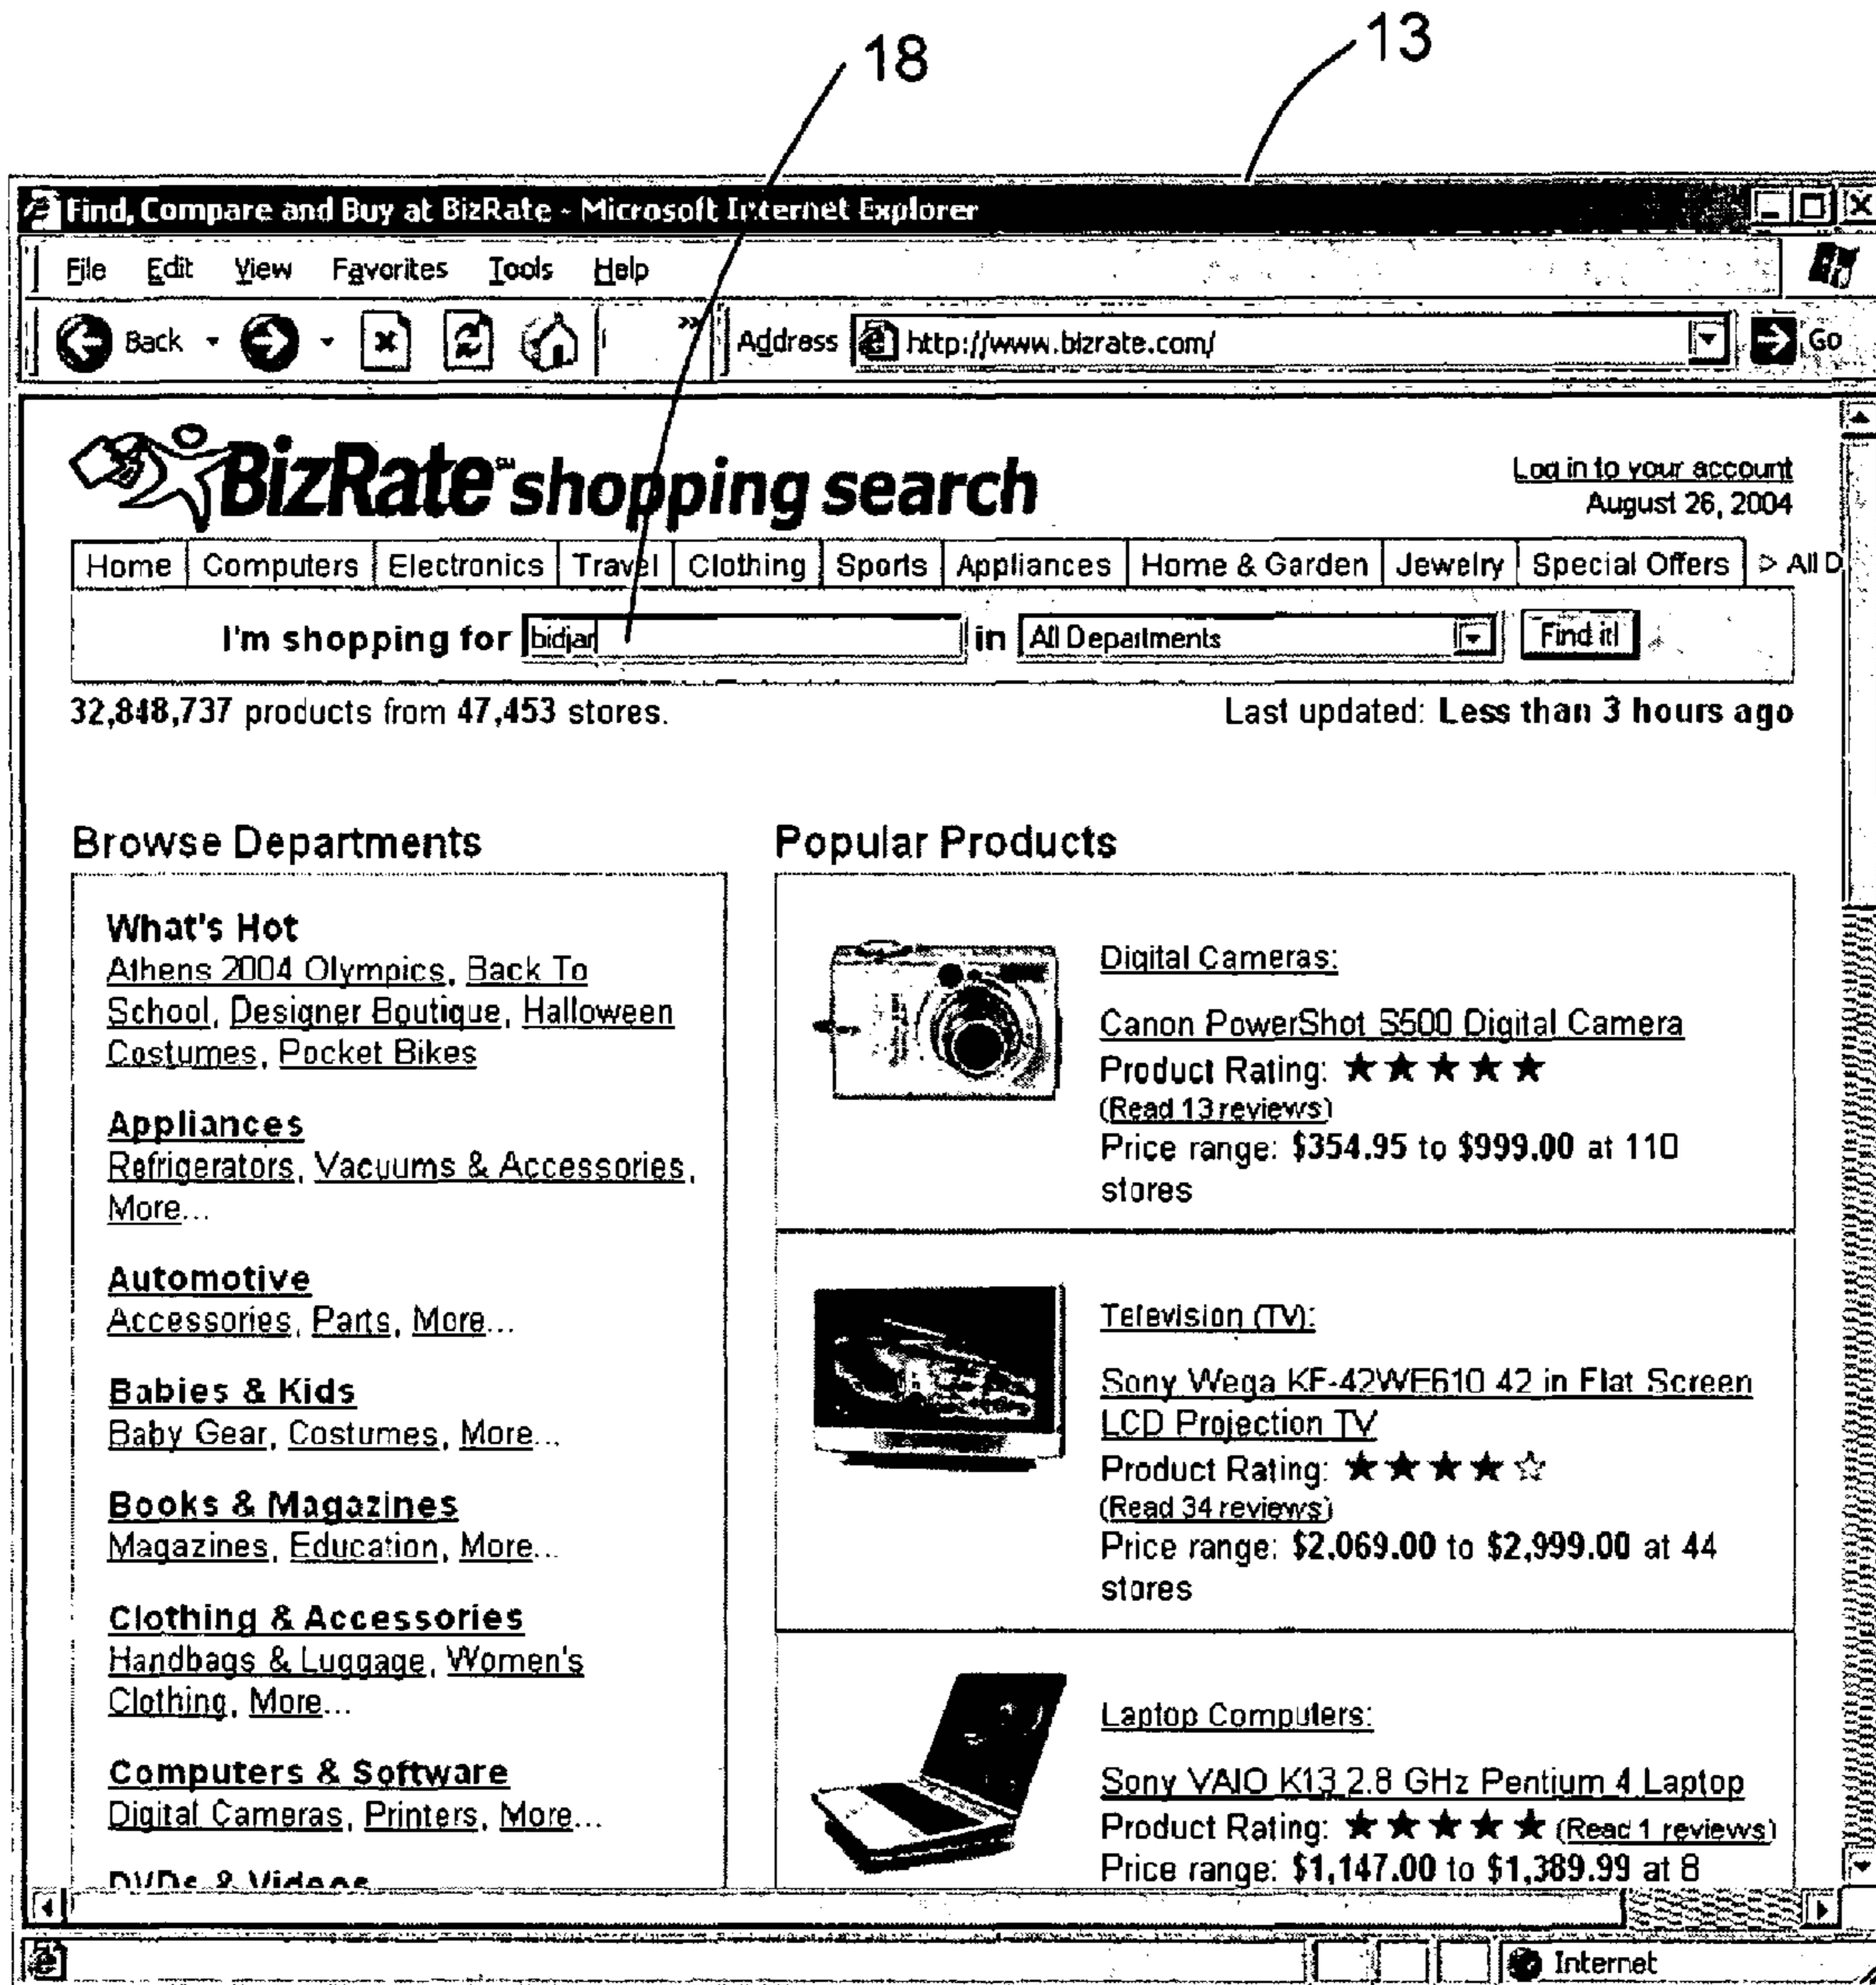 18
13
Find, Compare and Buy at BizRate - Microsoft Internet Explorer
File Edit View Favorites Tools Help
Back » Address http://www.bizrate.com/ Go
BizRate℠ shopping search
Log in to your account
August 26, 2004
Home Computers Electronics Travel Clothing Sports Appliances Home & Garden Jewelry Special Offers > All D
I'm shopping for bidjar in All Departments Find it!
32,848,737 products from 47,453 stores. Last updated: Less than 3 hours ago
Browse Departments
What's Hot
Athens 2004 Olympics, Back To
School, Designer Boutique, Halloween
Costumes, Pocket Bikes
Appliances
Refrigerators, Vacuums & Accessories,
More...
Automotive
Accessories, Parts, More...
Babies & Kids
Baby Gear, Costumes, More...
Books & Magazines
Magazines, Education, More...
Clothing & Accessories
Handbags & Luggage, Women's
Clothing, More...
Computers & Software
Digital Cameras, Printers, More...
DVDs & Videos
Popular Products
Digital Cameras:
Canon PowerShot S500 Digital Camera
Product Rating: ★★★★★
(Read 13 reviews)
Price range: $354.95 to $999.00 at 110
stores
Television (TV):
Sony Wega KF-42WE610 42 in Flat Screen
LCD Projection TV
Product Rating: ★★★★☆
(Read 34 reviews)
Price range: $2,069.00 to $2,999.00 at 44
stores
Laptop Computers:
Sony VAIO K13 2.8 GHz Pentium 4 Laptop
Product Rating: ★★★★★ (Read 1 reviews)
Price range: $1,147.00 to $1,389.99 at 8
Internet